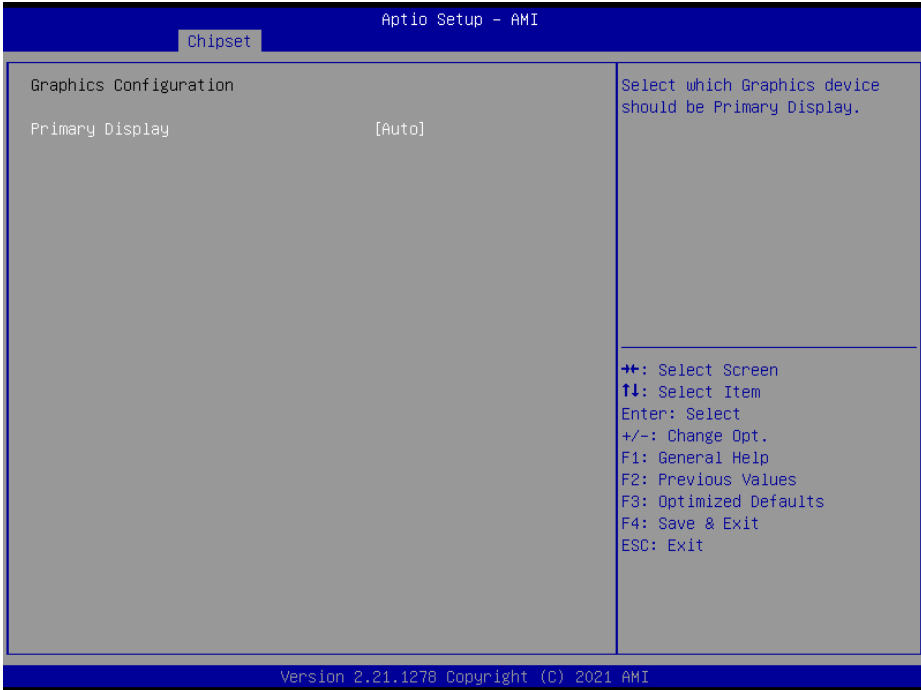 Aptio Setup – AMI
Chipset
Graphics Configuration
Primary Display [Auto]
Select which Graphics device
should be Primary Display.
→←: Select Screen
↑↓: Select Item
Enter: Select
+/-: Change Opt.
F1: General Help
F2: Previous Values
F3: Optimized Defaults
F4: Save & Exit
ESC: Exit
Version 2.21.1278 Copyright (C) 2021 AMI